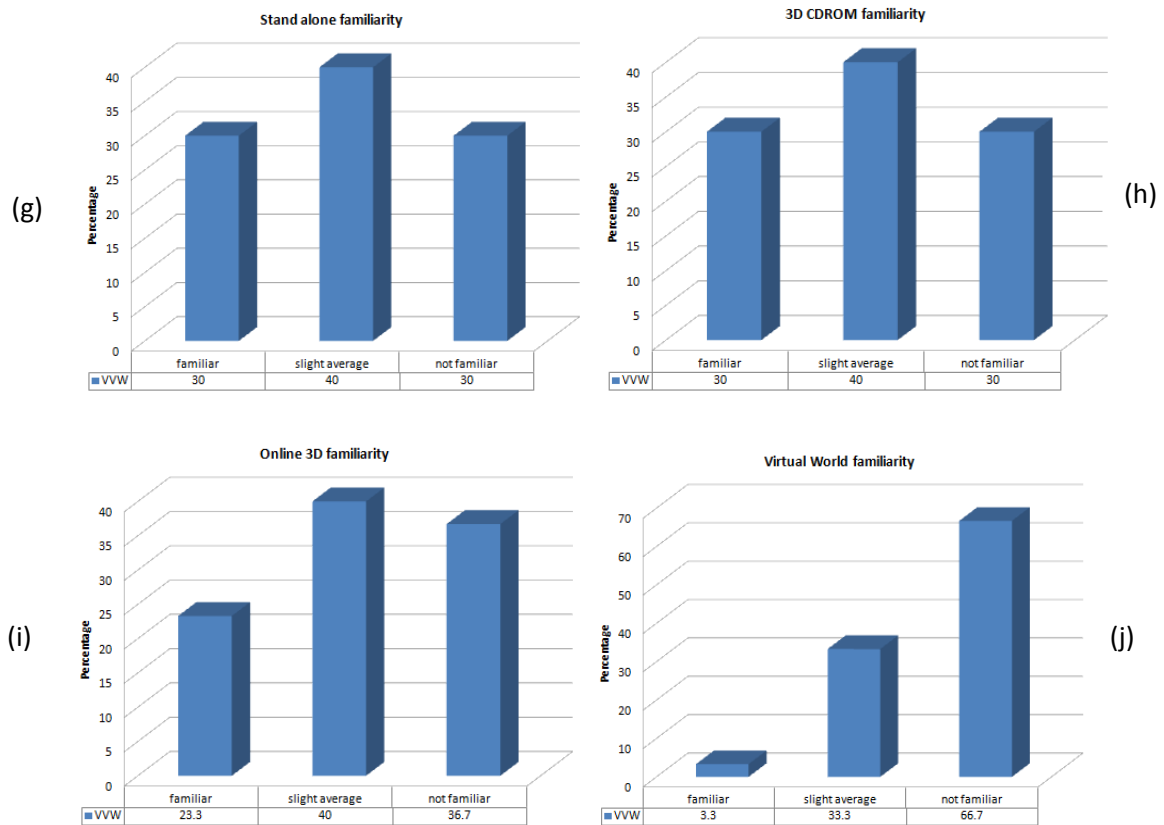 Stand alone familiarity
40
35
30
25
20
15
10
5
0
Percentage
familiar slight average not familiar
VVW 30 40 30
(g)
3D CDROM familiarity
40
35
30
25
20
15
10
5
0
Percentage
familiar slight average not familiar
VVW 30 40 30
(h)
Online 3D familiarity
40
35
30
25
20
15
10
5
0
Percentage
familiar slight average not familiar
VVW 23.3 40 36.7
(i)
Virtual World familiarity
70
60
50
40
30
20
10
0
Percentage
familiar slight average not familiar
VVW 3.3 33.3 66.7
(j)